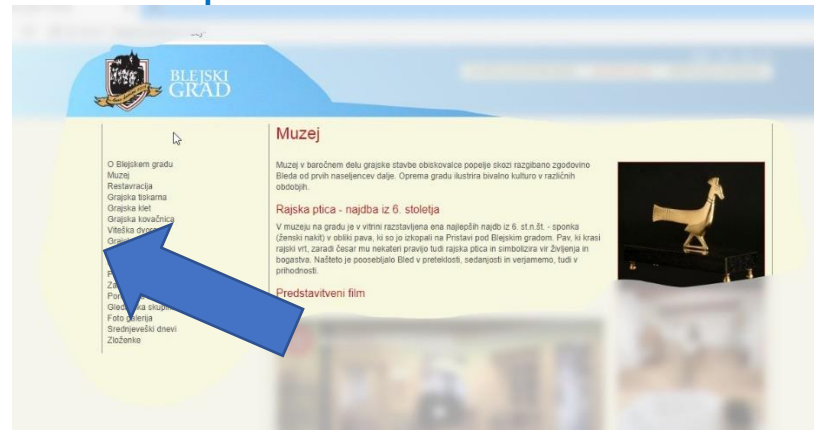 BLEJSKI
GRAD
O Blejskem gradu
Muzej
Restavracija
Grajska tiskarna
Grajska klet
Grajska kovačnica
Viteška
Foto galerija
Srednjeveški dnevi
Zloženke
Muzej
Muzej v baročnem delu grajske stavbe obiskovalce popelje skozi razgibano zgodovino
Bleda od prvih naseljencev dalje. Oprema gradu ilustrira bivalno kulturo v različnih
obdobjih.
Rajska ptica - najdba iz 6. stoletja
V muzeju na gradu je v vitrini razstavljena ena najlepših najdb iz 6. st.n.št. - sponka
(ženski nakit) v obliki pava, ki so jo izkopali na Pristavi pod Blejskim gradom. Pav, ki krasi
rajski vrt, zaradi česar mu nekateri pravijo tudi rajska ptica in simbolizira vir življenja in
bogastva. Našteto je poosebljalo Bled v preteklosti, sedanjosti in verjamemo, tudi v
prihodnosti.
Predstavitveni film